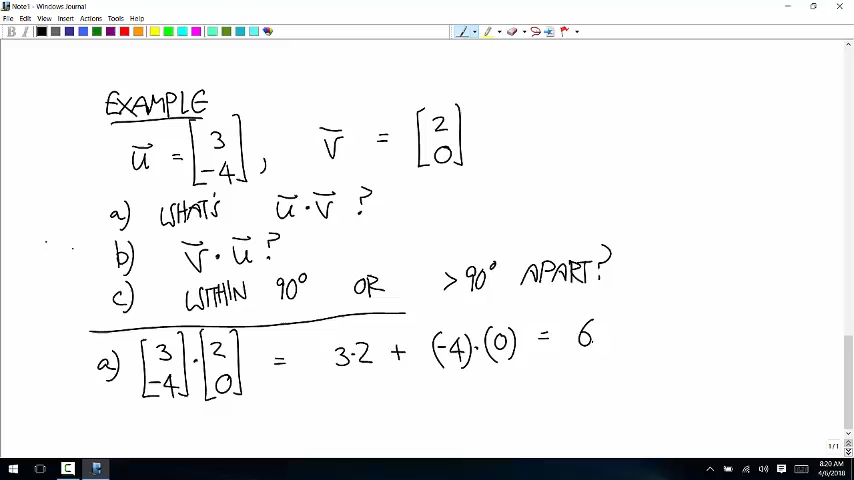 Note1 - Windows Journal
File Edit View Insert Actions Tools Help
B I
EXAMPLE
u = [3 -4], v = [2 0]
a) WHAT'S u · v ?
b) v · u ?
c) WITHIN 90° OR > 90° APART?
a) [3 -4] · [2 0] = 3·2 + (-4)·(0) = 6
1/1
8:20 AM
4/6/2018